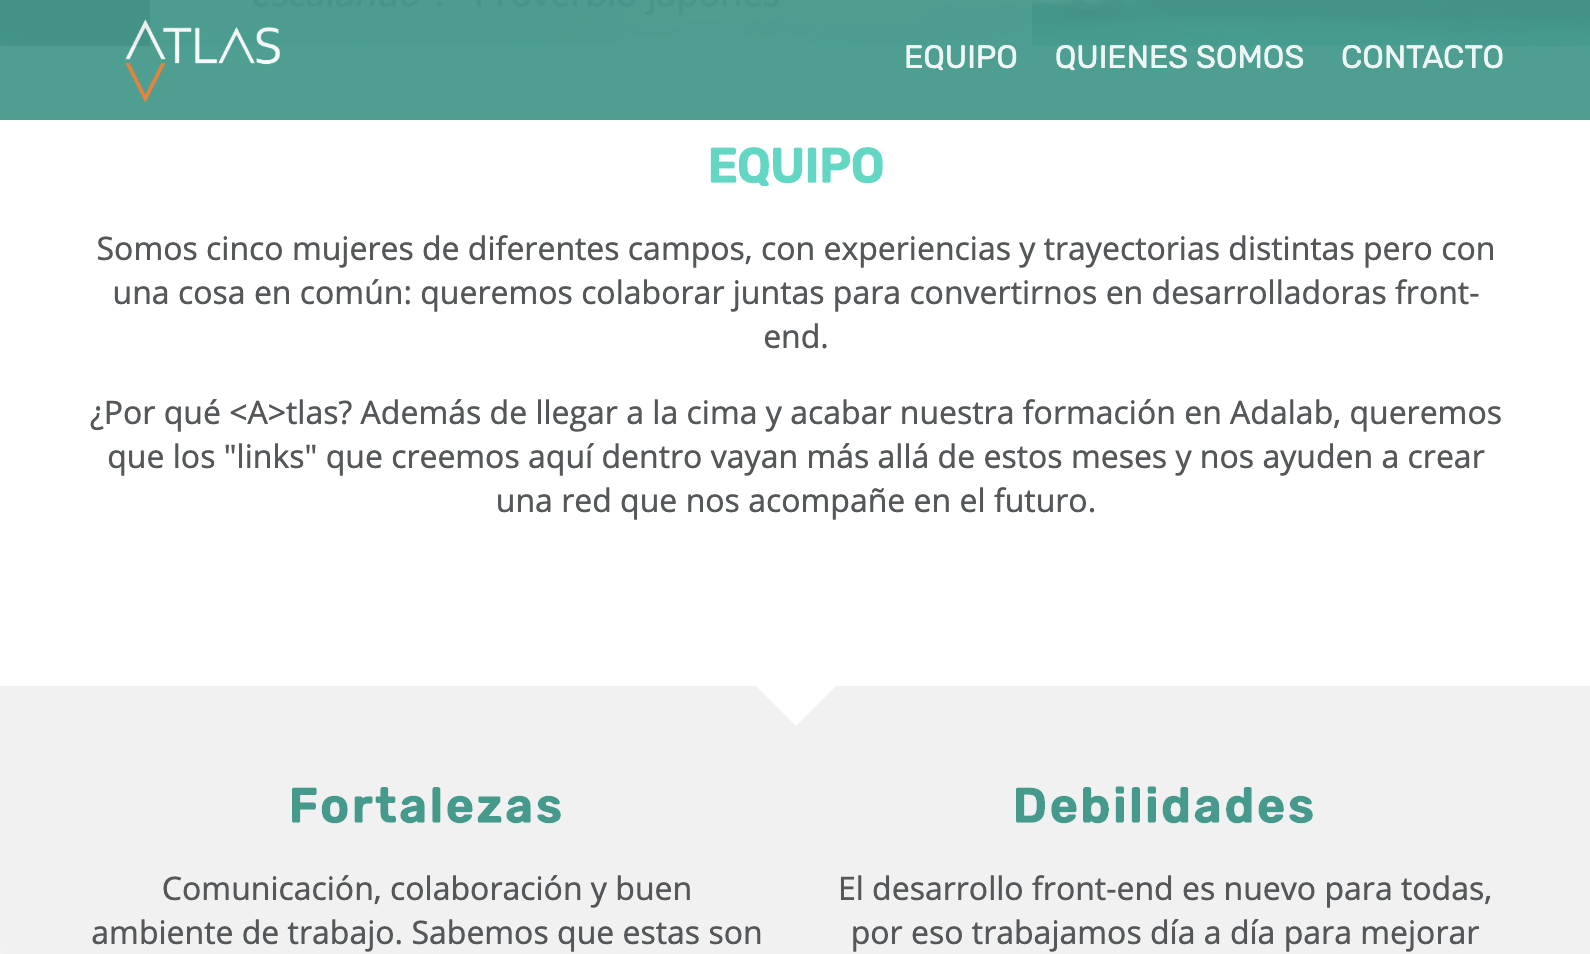 escalando". Proverbio japonés
ATLAS
EQUIPO QUIENES SOMOS CONTACTO
EQUIPO
Somos cinco mujeres de diferentes campos, con experiencias y trayectorias distintas pero con
una cosa en común: queremos colaborar juntas para convertirnos en desarrolladoras front-
end.
¿Por qué <A>tlas? Además de llegar a la cima y acabar nuestra formación en Adalab, queremos
que los "links" que creemos aquí dentro vayan más allá de estos meses y nos ayuden a crear
una red que nos acompañe en el futuro.
Fortalezas
Comunicación, colaboración y buen
ambiente de trabajo. Sabemos que estas son
Debilidades
El desarrollo front-end es nuevo para todas,
por eso trabajamos día a día para mejorar